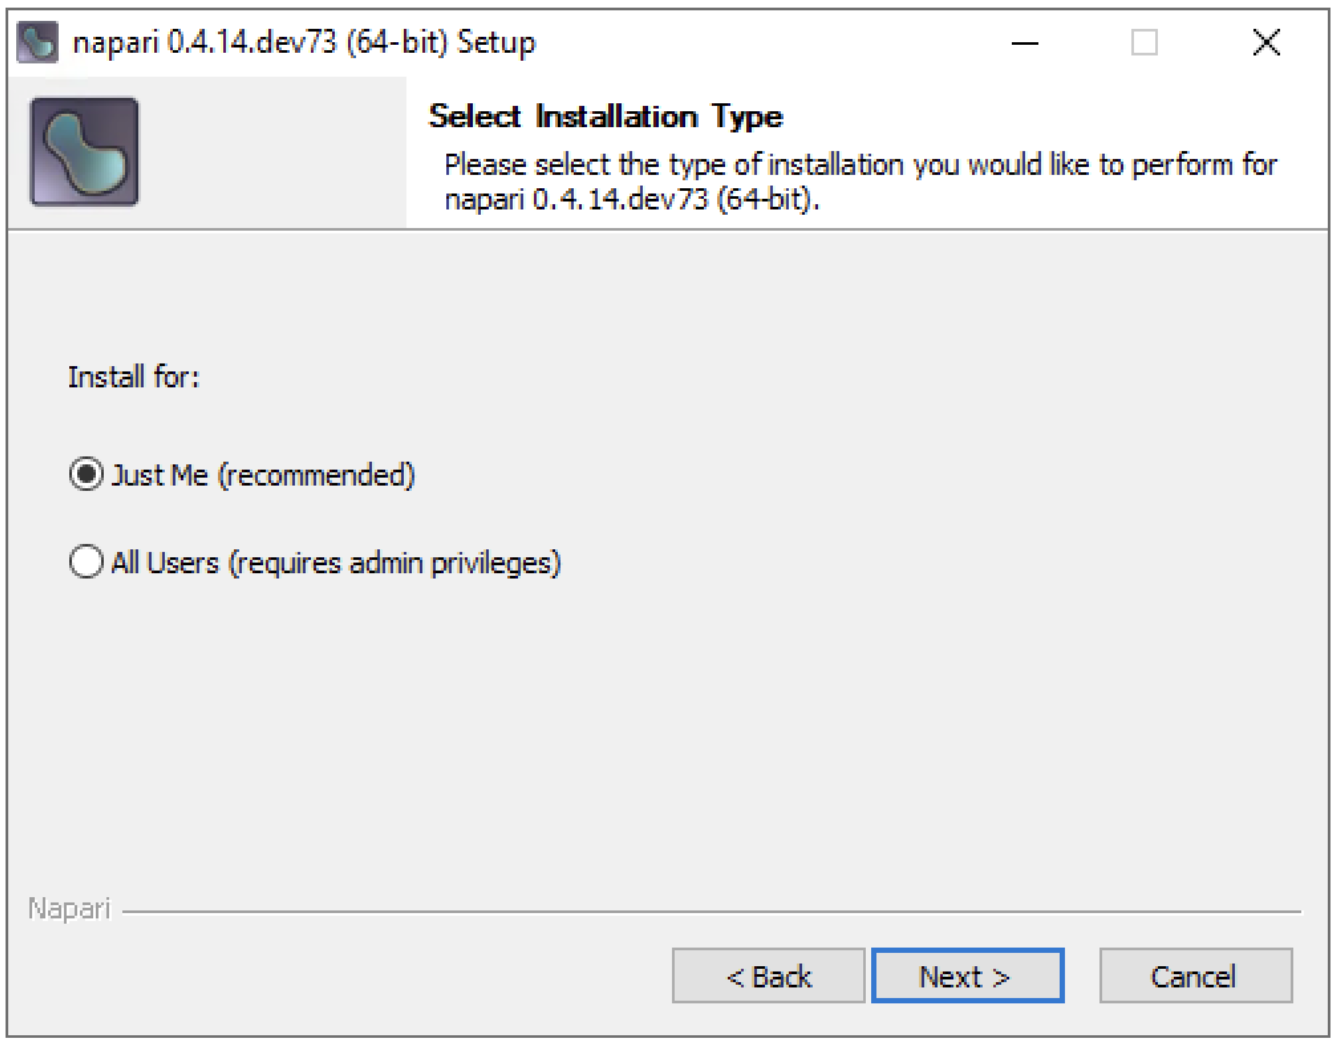 napari 0.4.14.dev73 (64-bit) Setup
Select Installation Type
Please select the type of installation you would like to perform for
napari 0.4.14.dev73 (64-bit).
Install for:
Just Me (recommended)
All Users (requires admin privileges)
Napari
< Back
Next >
Cancel